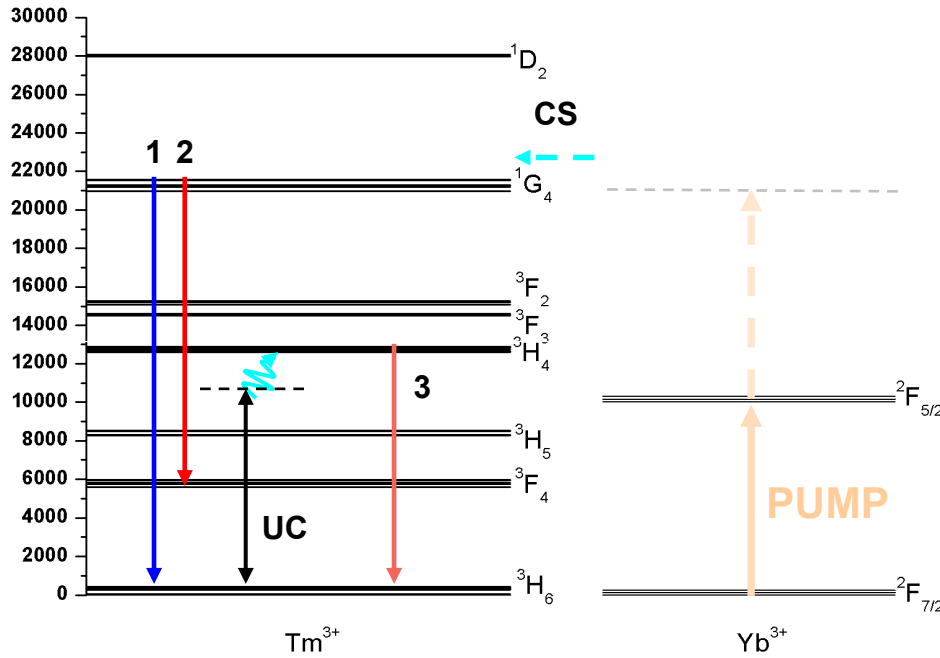 30000
28000
26000
24000
22000
20000
18000
16000
14000
12000
10000
8000
6000
4000
2000
0
¹D₂
CS
1 2
¹G₄
³F₂
³F₃
³H₄
3
²F₅/₂
³H₅
³F₄
PUMP
UC
³H₆
²F₇/₂
Tm³⁺
Yb³⁺